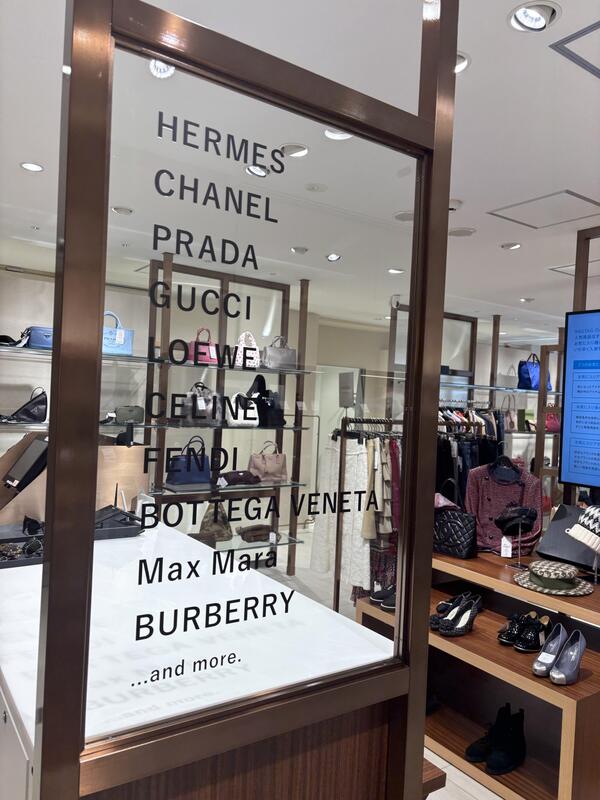 HERMES
CHANEL
PRADA
GUCCI
LOEWE
CELINE
FENDI
BOTTEGA VENETA
Max Mara
BURBERRY
...and more.